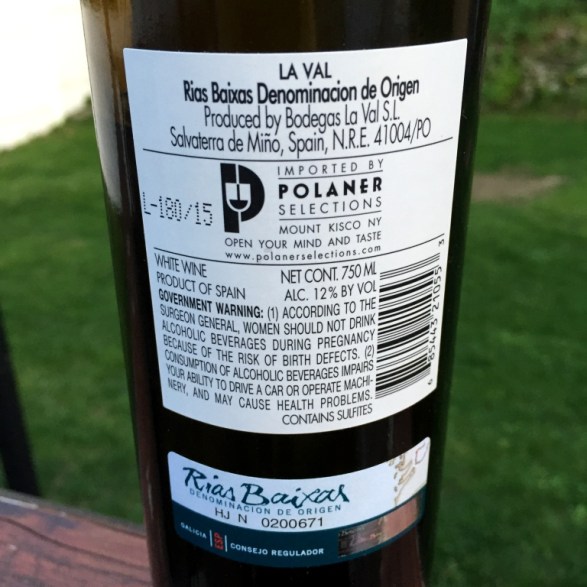 LA VAL
Rias Baixas Denominacion de Origen
Produced by Bodegas La Val S.L.
Salvaterra de Miño, Spain, N.R.E. 41004/PO
IMPORTED BY
POLANER
SELECTIONS
MOUNT KISCO NY
OPEN YOUR MIND AND TASTE
www.polanerselections.com
L-180/15
WHITE WINE
PRODUCT OF SPAIN
NET CONT. 750 ML
ALC. 12% BY VOL
GOVERNMENT WARNING: (1) ACCORDING TO THE
SURGEON GENERAL, WOMEN SHOULD NOT DRINK
ALCOHOLIC BEVERAGES DURING PREGNANCY
BECAUSE OF THE RISK OF BIRTH DEFECTS. (2)
CONSUMPTION OF ALCOHOLIC BEVERAGES IMPAIRS
YOUR ABILITY TO DRIVE A CAR OR OPERATE MACHI-
NERY, AND MAY CAUSE HEALTH PROBLEMS.
CONTAINS SULFITES
Rias Baixas
DENOMINACION DE ORIGEN
HJ N 0200671
GALICIA ESP CONSEJO REGULADOR